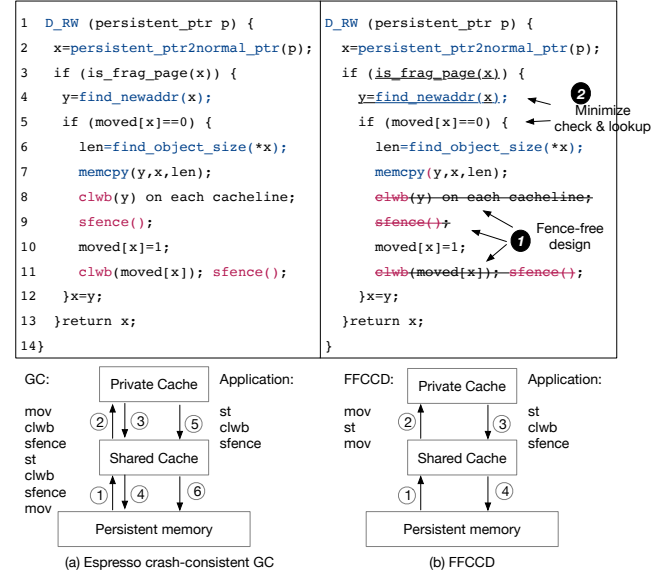 1 D_RW (persistent_ptr p) {
2 x=persistent_ptr2normal_ptr(p);
3 if (is_frag_page(x)) {
4 y=find_newaddr(x);
5 if (moved[x]==0) {
6 len=find_object_size(*x);
7 memcpy(y,x,len);
8 clwb(y) on each cacheline;
9 sfence();
10 moved[x]=1;
11 clwb(moved[x]); sfence();
12 }x=y;
13 }return x;
14}
D_RW (persistent_ptr p) {
x=persistent_ptr2normal_ptr(p);
if (is_frag_page(x)) {
y=find_newaddr(x);
if (moved[x]==0) {
len=find_object_size(*x);
memcpy(y,x,len);
clwb(y) on each cacheline;
sfence();
moved[x]=1;
clwb(moved[x]); sfence();
}x=y;
}return x;
}
2
Minimize
check & lookup
1
Fence-free
design
GC:
mov
clwb
sfence
st
clwb
sfence
mov
Private Cache
Application:
st
clwb
sfence
2 3 5
Shared Cache
1 4 6
Persistent memory
(a) Espresso crash-consistent GC
FFCCD:
mov
st
mov
Private Cache
Application:
st
clwb
sfence
2 3
Shared Cache
1 4
Persistent memory
(b) FFCCD